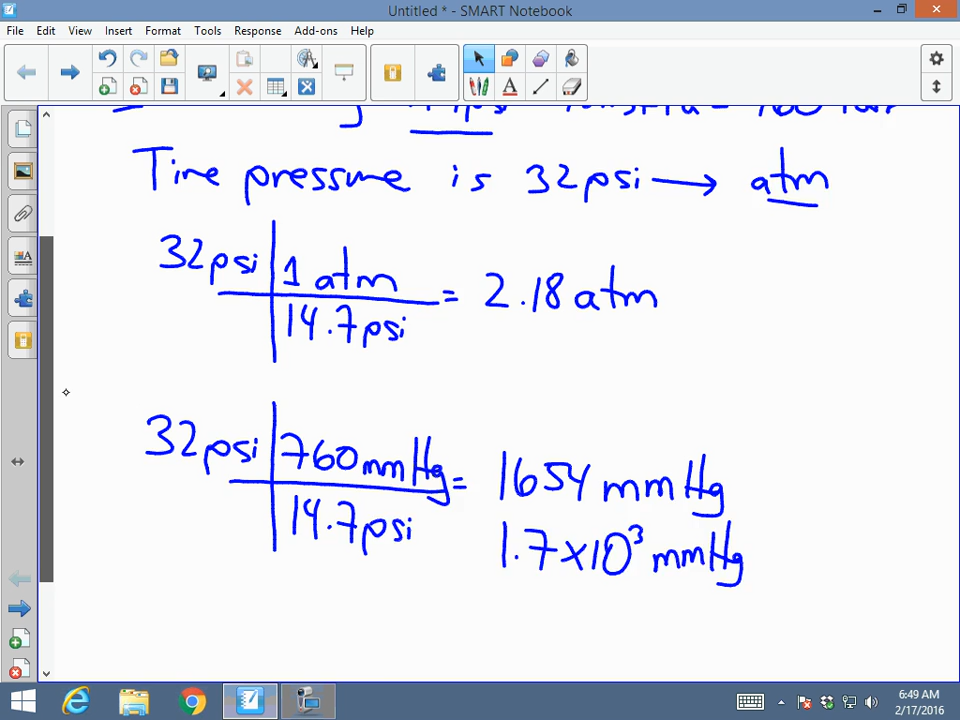 Untitled * - SMART Notebook
File Edit View Insert Format Tools Response Add-ons Help
Tire pressure is 32psi → atm
32psi 1 atm
14.7psi
= 2.18 atm
32psi 760mmHg
14.7psi
= 1654 mmHg
1.7×10³ mmHg
6:49 AM
2/17/2016